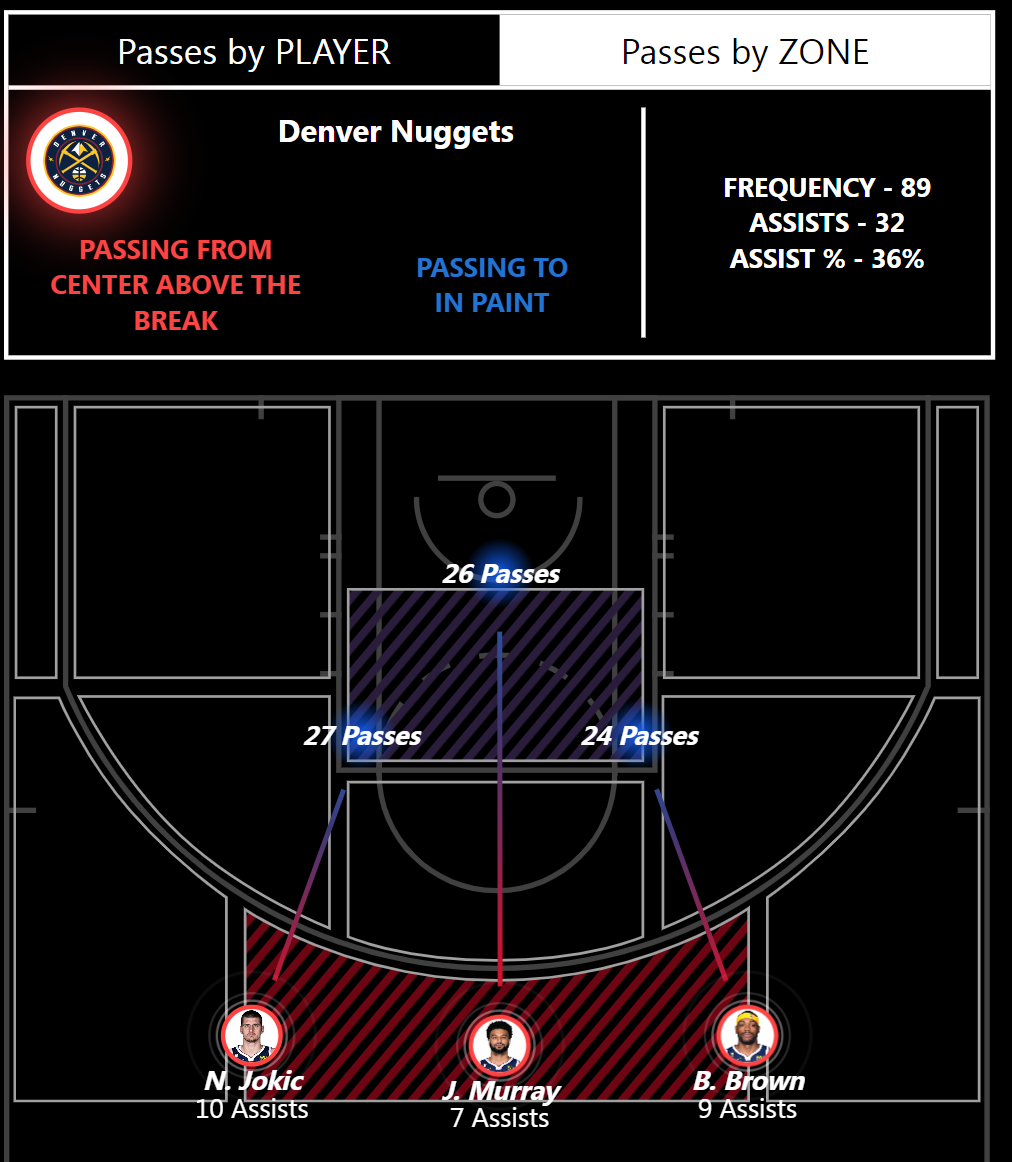 Passes by PLAYER
Passes by ZONE
DENVER
NUGGETS
Denver Nuggets
PASSING FROM
CENTER ABOVE THE
BREAK
PASSING TO
IN PAINT
FREQUENCY - 89
ASSISTS - 32
ASSIST % - 36%
26 Passes
27 Passes
24 Passes
N. Jokic
10 Assists
J. Murray
7 Assists
B. Brown
9 Assists